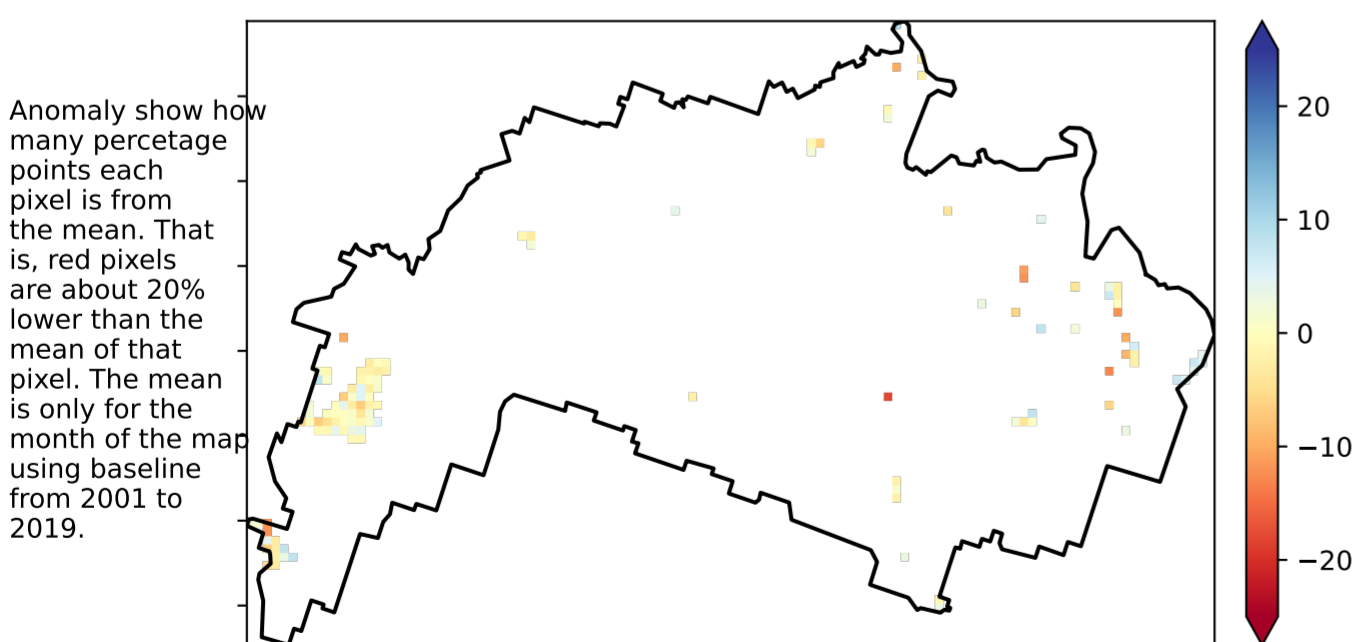 Anomaly show how
many percetage
points each
pixel is from
the mean. That
is, red pixels
are about 20%
lower than the
mean of that
pixel. The mean
is only for the
month of the map
using baseline
from 2001 to
2019.
20
10
0
−10
−20